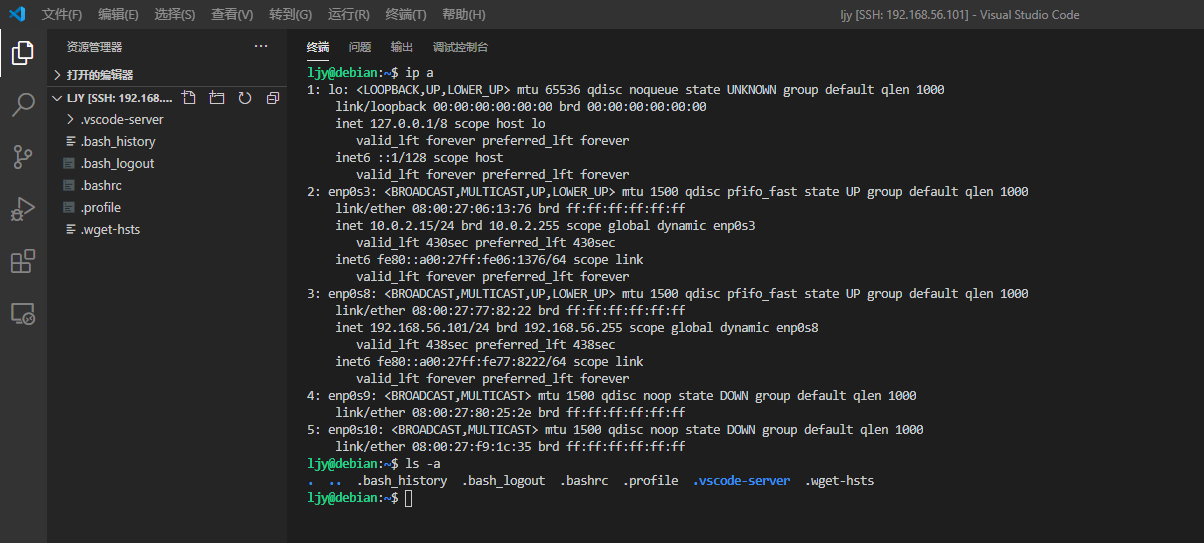 文件(F) 编辑(E) 选择(S) 查看(V) 转到(G) 运行(R) 终端(T) 帮助(H) ljy [SSH: 192.168.56.101] - Visual Studio Code
资源管理器 ···
打开的编辑器
LJY [SSH: 192.168....
.vscode-server
.bash_history
.bash_logout
.bashrc
.profile
.wget-hsts
终端 问题 输出 调试控制台
ljy@debian:~$ ip a
1: lo: <LOOPBACK,UP,LOWER_UP> mtu 65536 qdisc noqueue state UNKNOWN group default qlen 1000
    link/loopback 00:00:00:00:00:00 brd 00:00:00:00:00:00
    inet 127.0.0.1/8 scope host lo
       valid_lft forever preferred_lft forever
    inet6 ::1/128 scope host
       valid_lft forever preferred_lft forever
2: enp0s3: <BROADCAST,MULTICAST,UP,LOWER_UP> mtu 1500 qdisc pfifo_fast state UP group default qlen 1000
    link/ether 08:00:27:06:13:76 brd ff:ff:ff:ff:ff:ff
    inet 10.0.2.15/24 brd 10.0.2.255 scope global dynamic enp0s3
       valid_lft 430sec preferred_lft 430sec
    inet6 fe80::a00:27ff:fe06:1376/64 scope link
       valid_lft forever preferred_lft forever
3: enp0s8: <BROADCAST,MULTICAST,UP,LOWER_UP> mtu 1500 qdisc pfifo_fast state UP group default qlen 1000
    link/ether 08:00:27:77:82:22 brd ff:ff:ff:ff:ff:ff
    inet 192.168.56.101/24 brd 192.168.56.255 scope global dynamic enp0s8
       valid_lft 438sec preferred_lft 438sec
    inet6 fe80::a00:27ff:fe77:8222/64 scope link
       valid_lft forever preferred_lft forever
4: enp0s9: <BROADCAST,MULTICAST> mtu 1500 qdisc noop state DOWN group default qlen 1000
    link/ether 08:00:27:80:25:2e brd ff:ff:ff:ff:ff:ff
5: enp0s10: <BROADCAST,MULTICAST> mtu 1500 qdisc noop state DOWN group default qlen 1000
    link/ether 08:00:27:f9:1c:35 brd ff:ff:ff:ff:ff:ff
ljy@debian:~$ ls -a
.  ..  .bash_history  .bash_logout  .bashrc  .profile  .vscode-server  .wget-hsts
ljy@debian:~$